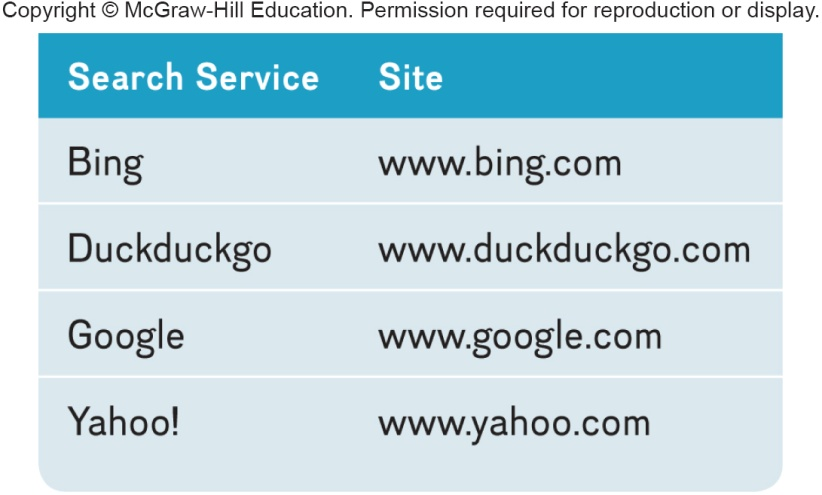 Copyright © McGraw-Hill Education. Permission required for reproduction or display.
Search Service Site
Bing www.bing.com
Duckduckgo www.duckduckgo.com
Google www.google.com
Yahoo! www.yahoo.com